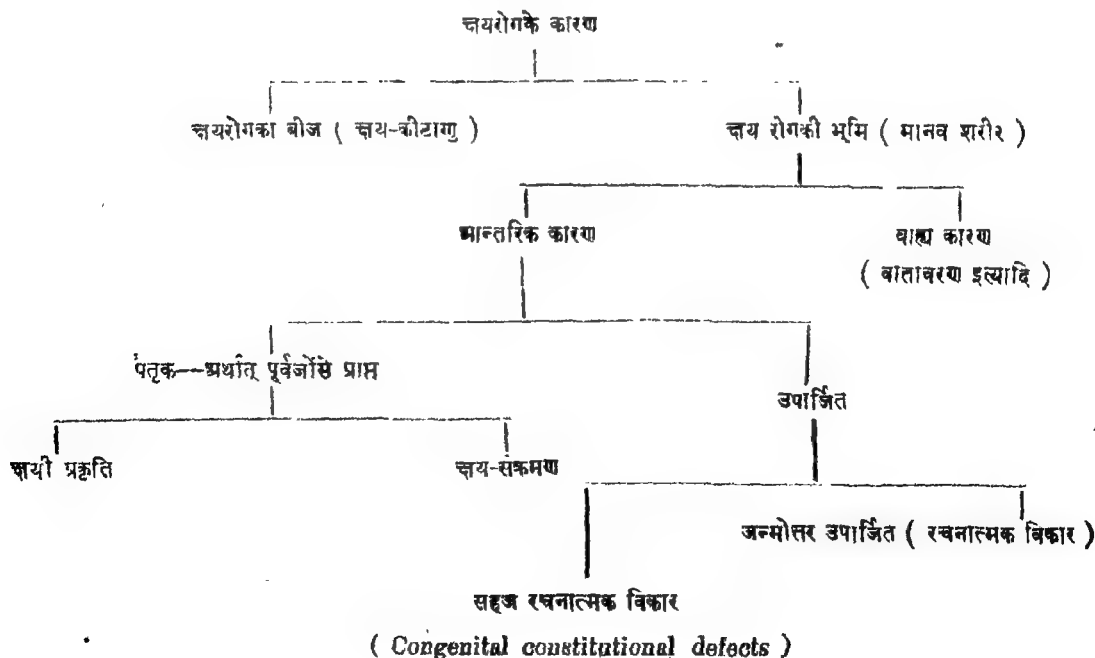 क्षयरोगके कारण
क्षयरोगका बीज ( क्षय-कीटाणु )
क्षय रोगकी भूमि ( मानव शरीर )
आन्तरिक कारण
बाह्य कारण
( वातावरण इत्यादि )
पैतृक—अर्थात् पूर्वजोंसे प्राप्त
उपार्जित
क्षयी प्रकृति
क्षय-संक्रमण
जन्मोत्तर उपार्जित ( रचनात्मक विकार )
सहज रचनात्मक विकार
( Congenital constitutional defects )